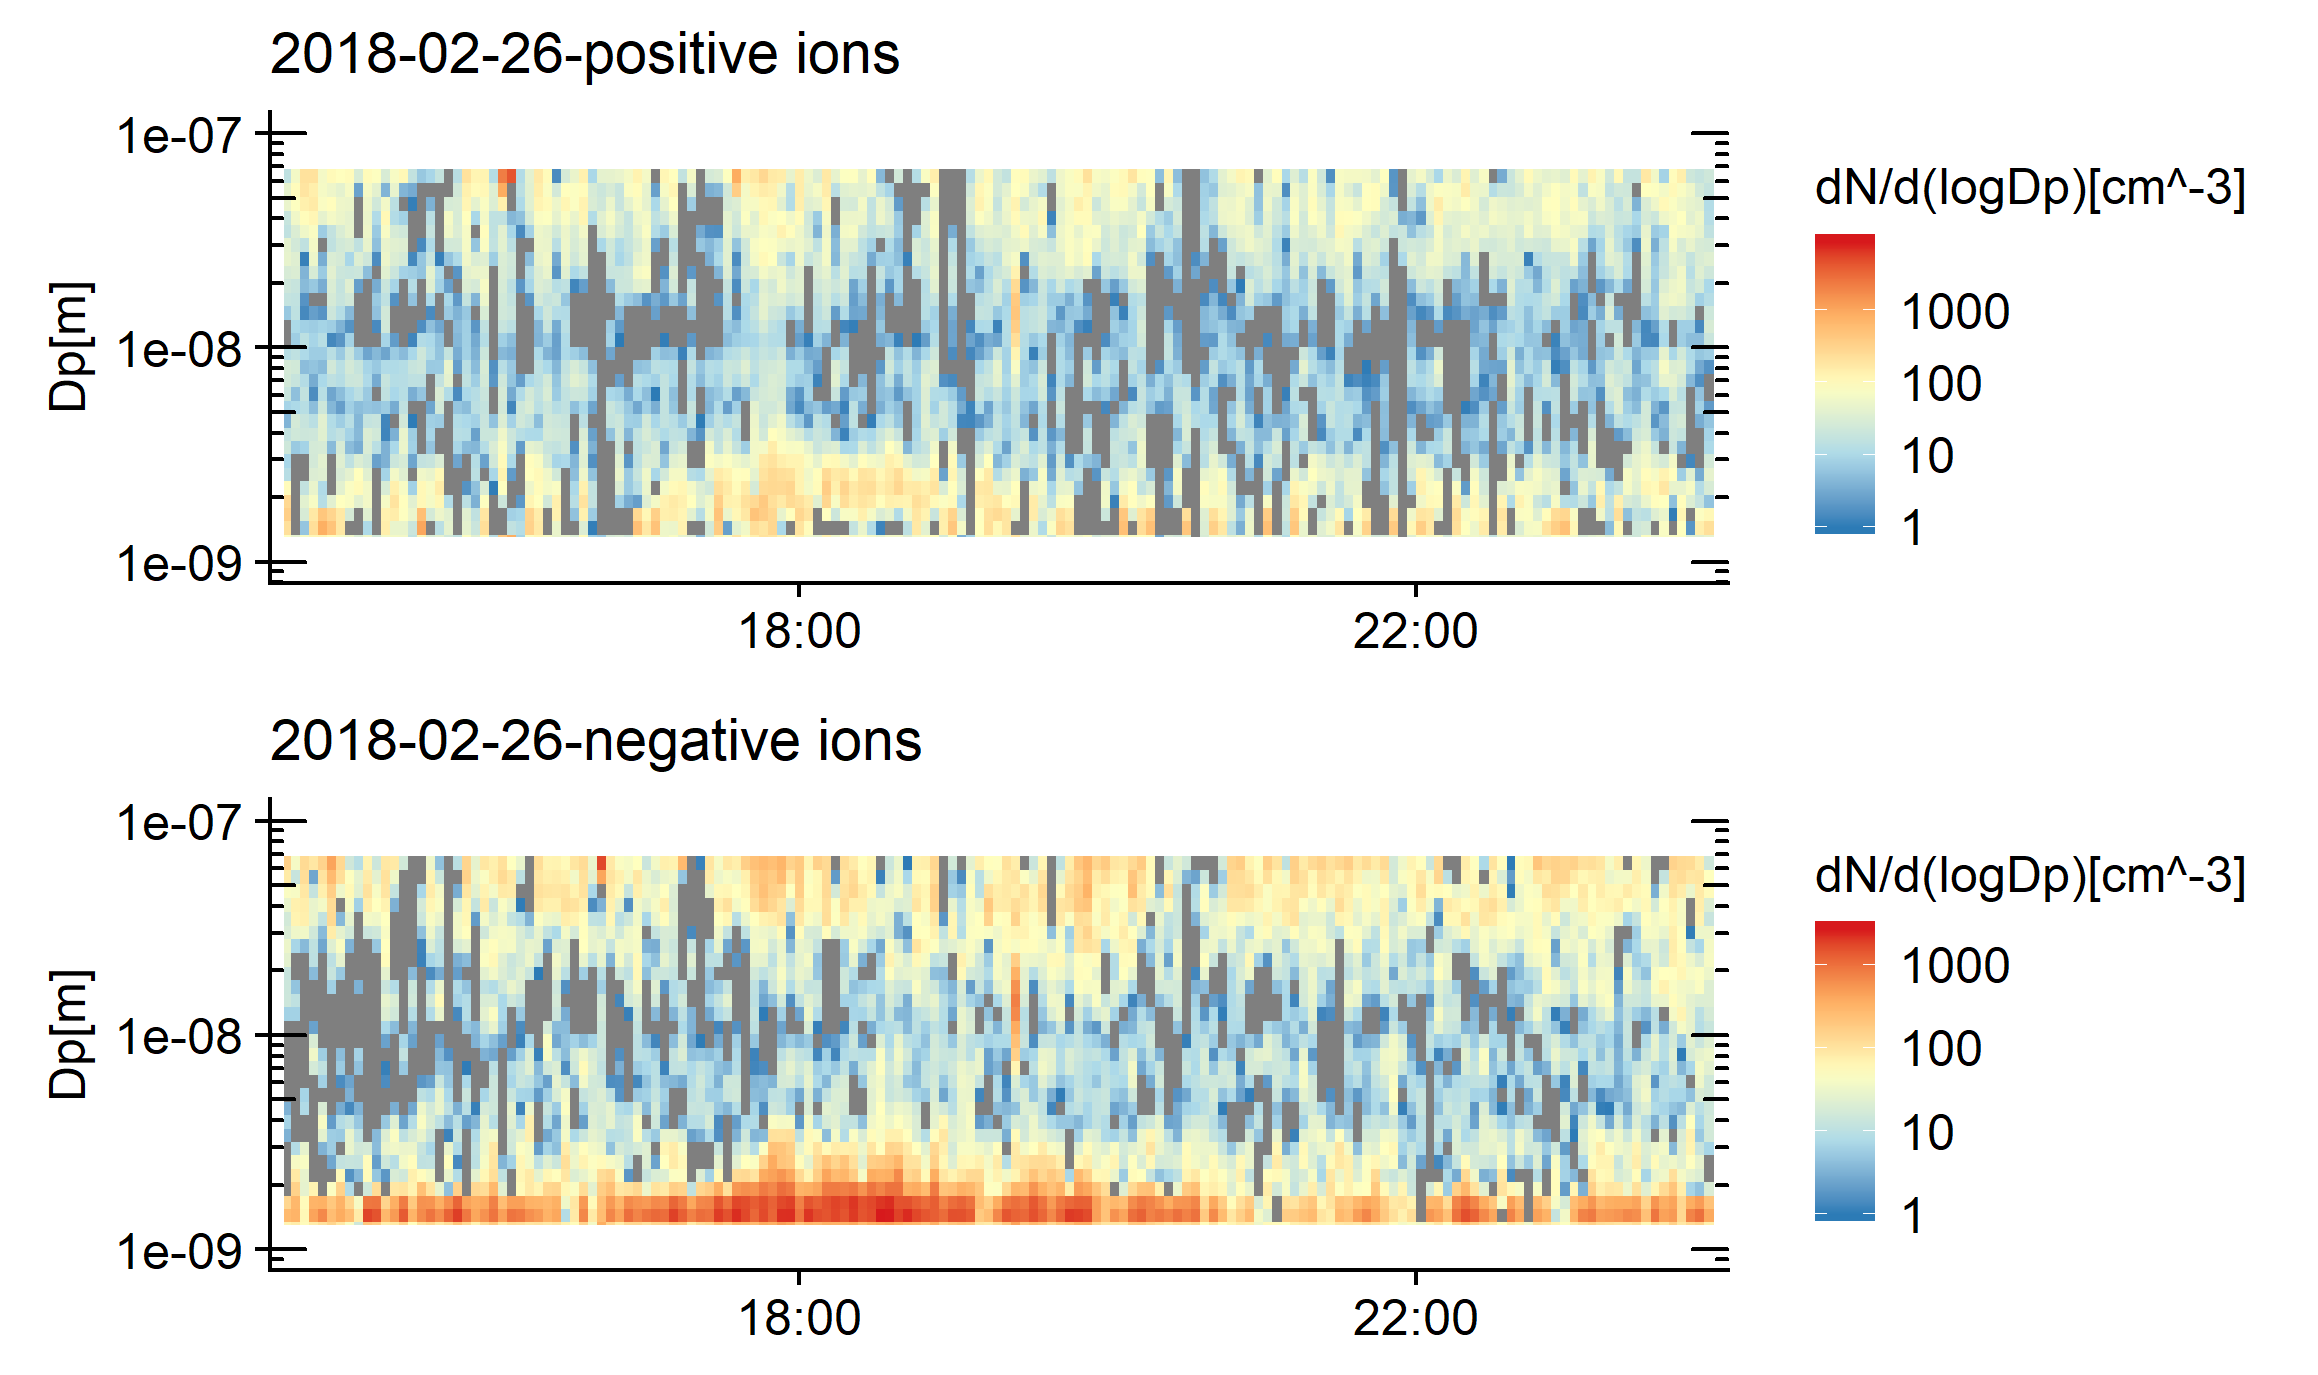 2018-02-26-positive ions
1e-07
1e-08
1e-09
Dp[m]
18:00
22:00
dN/d(logDp)[cm^-3]
1000
100
10
1
2018-02-26-negative ions
1e-07
1e-08
1e-09
Dp[m]
18:00
22:00
dN/d(logDp)[cm^-3]
1000
100
10
1